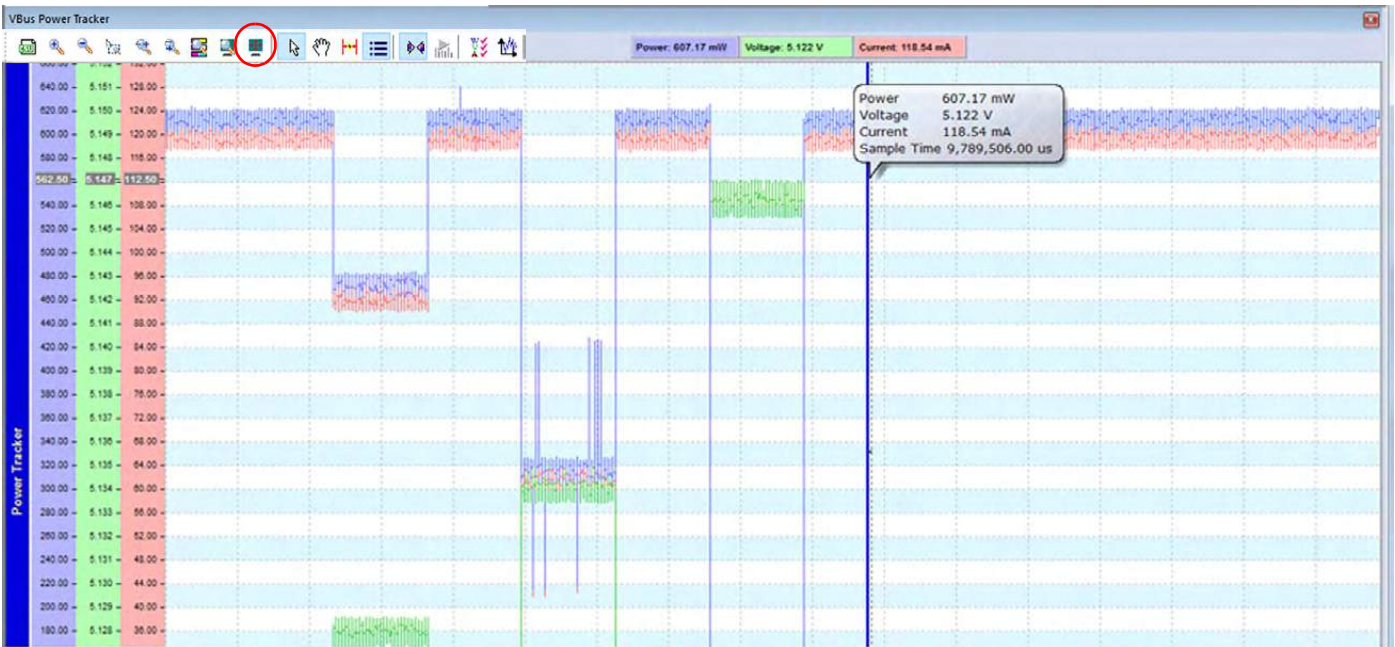 VBus Power Tracker
Power: 607.17 mW Voltage: 5.122 V Current: 118.54 mA
640.00 5.151 128.00
620.00 5.150 124.00
600.00 5.149 120.00
580.00 5.148 116.00
562.50 5.147 112.50
540.00 5.146 108.00
520.00 5.145 104.00
500.00 5.144 100.00
480.00 5.143 96.00
460.00 5.142 92.00
440.00 5.141 88.00
420.00 5.140 84.00
400.00 5.139 80.00
380.00 5.138 76.00
360.00 5.137 72.00
340.00 5.136 68.00
320.00 5.135 64.00
300.00 5.134 60.00
280.00 5.133 56.00
260.00 5.132 52.00
240.00 5.131 48.00
220.00 5.130 44.00
200.00 5.129 40.00
180.00 5.128 36.00
Power Tracker
Power 607.17 mW
Voltage 5.122 V
Current 118.54 mA
Sample Time 9,789,506.00 us